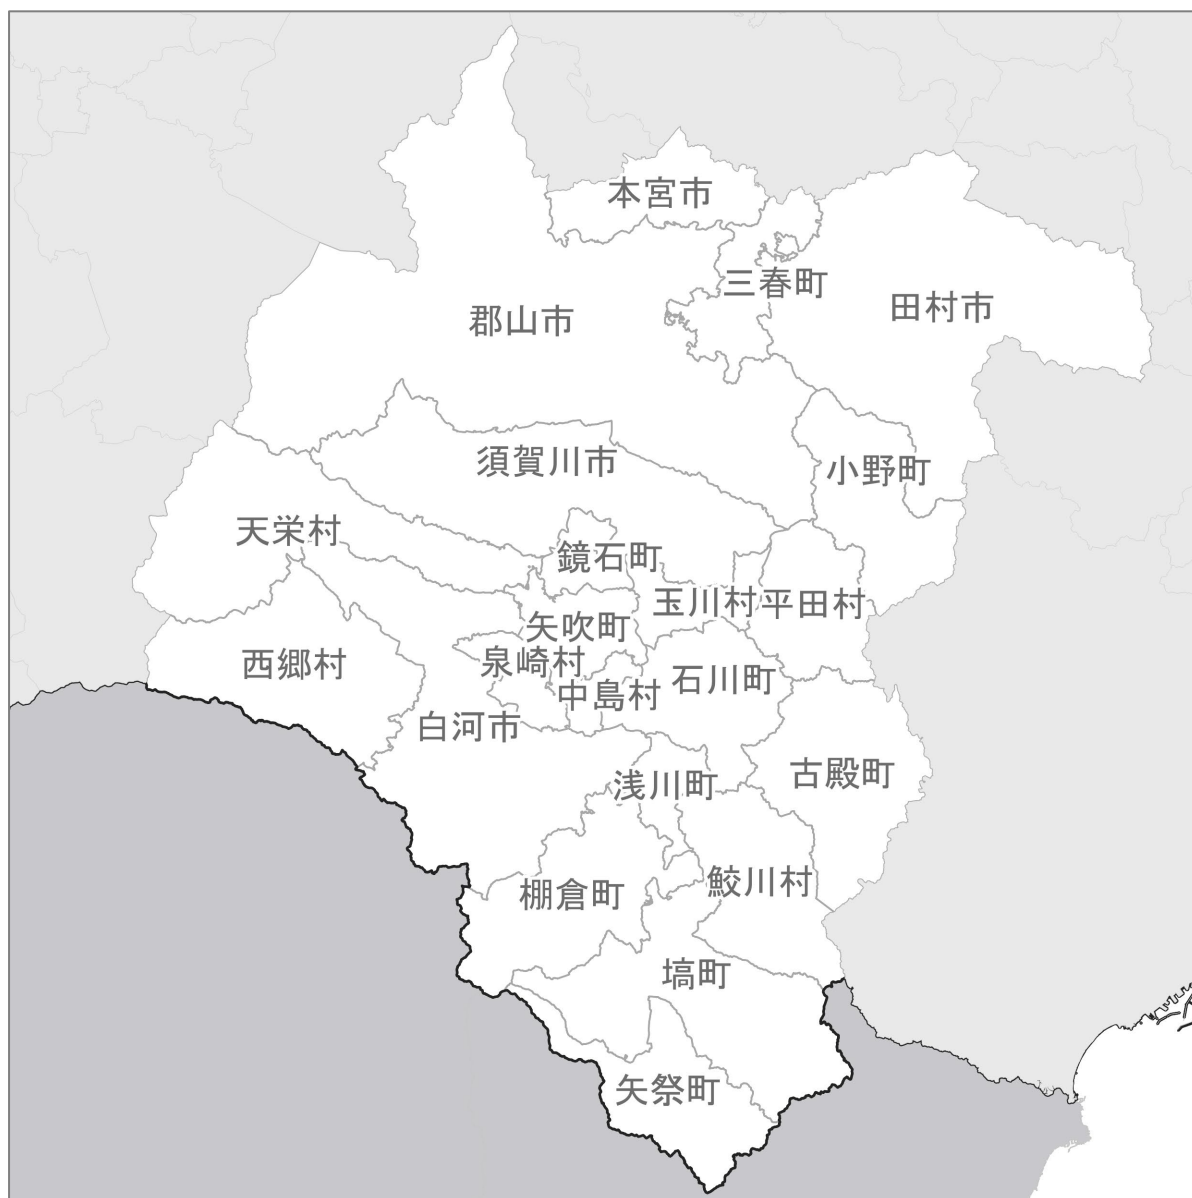 本宮市
三春町
田村市
郡山市
須賀川市
小野町
天栄村
鏡石町
玉川村
平田村
矢吹町
泉崎村
西郷村
中島村
石川町
白河市
浅川町
古殿町
棚倉町
鮫川村
塙町
矢祭町